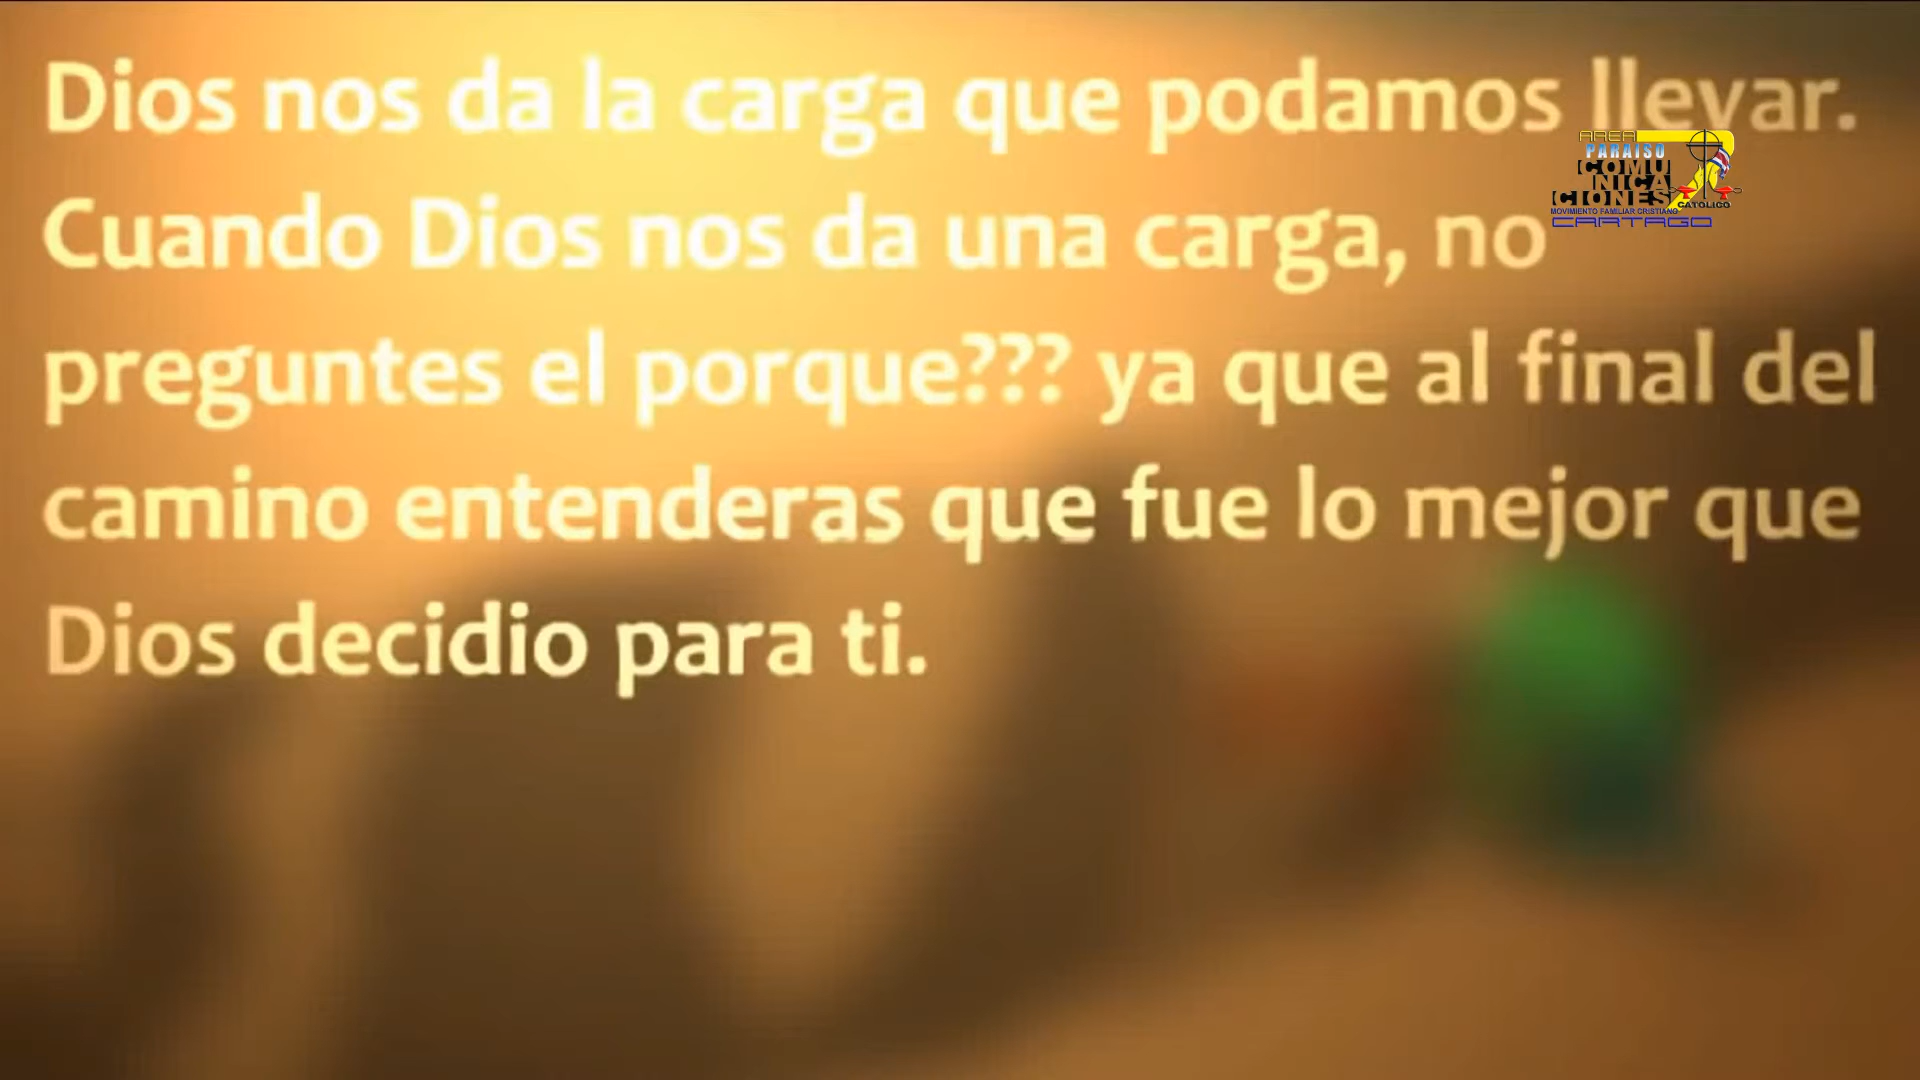 Dios nos da la carga que podamos llevar.
Cuando Dios nos da una carga, no
preguntes el porque??? ya que al final del
camino entenderas que fue lo mejor que
Dios decidio para ti.
AREA
PARAISO
COMU
NICA
CIONES
CATOLICO
MOVIMIENTO FAMILIAR CRISTIANO
CARTAGO